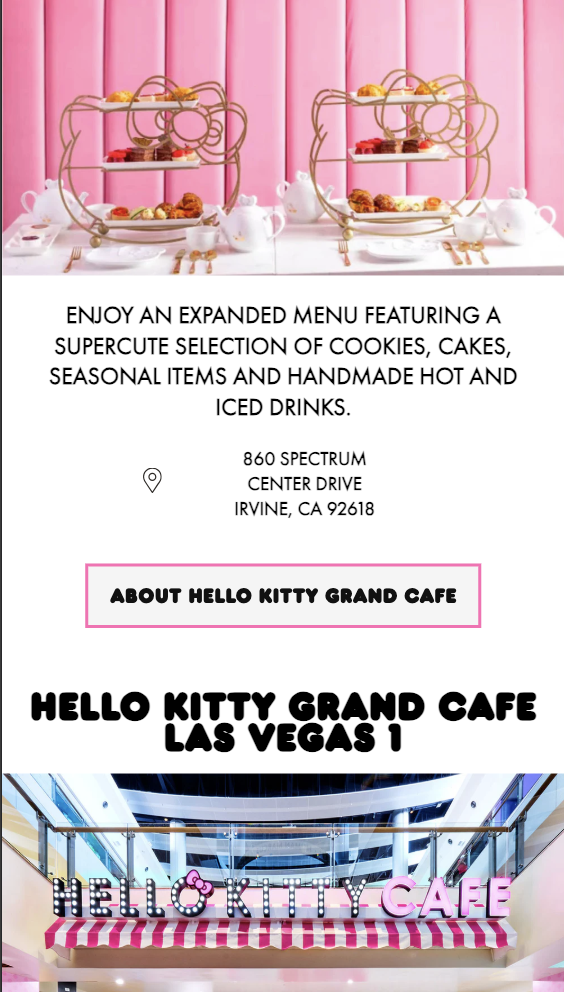 ENJOY AN EXPANDED MENU FEATURING A
SUPERCUTE SELECTION OF COOKIES, CAKES,
SEASONAL ITEMS AND HANDMADE HOT AND
ICED DRINKS.
860 SPECTRUM
CENTER DRIVE
IRVINE, CA 92618
ABOUT HELLO KITTY GRAND CAFE
HELLO KITTY GRAND CAFE
LAS VEGAS 1
HELLO KITTY CAFE